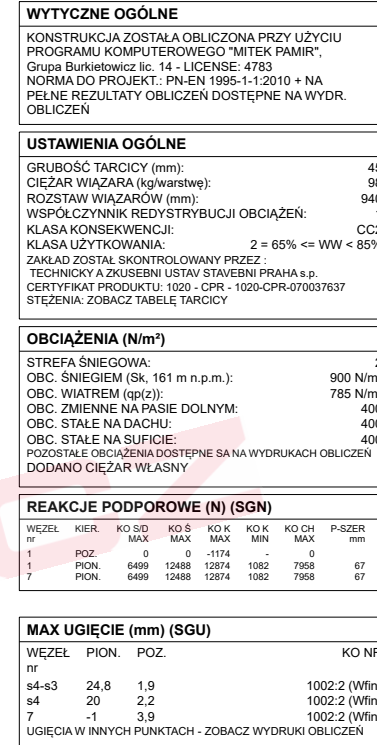 WYTYCZNE OGÓLNE
KONSTRUKCJA ZOSTAŁA OBLICZONA PRZY UŻYCIU
PROGRAMU KOMPUTEROWEGO "MITEK PAMIR",
Grupa Burkietowicz lic. 14 - LICENSE: 4783
NORMA DO PROJEKT.: PN-EN 1995-1-1:2010 + NA
PEŁNE REZULTATY OBLICZEŃ DOSTĘPNE NA WYDR.
OBLICZEŃ
USTAWIENIA OGÓLNE
GRUBOŚĆ TARCICY (mm): 45
CIĘŻAR WIĄZARA (kg/warstwę): 98
ROZSTAW WIĄZARÓW (mm): 940
WSPÓŁCZYNNIK REDYSTRYBUCJI OBCIĄŻEŃ: 1
KLASA KONSEKWENCJI: CC2
KLASA UŻYTKOWANIA: 2 = 65% <= WW < 85%
ZAKŁAD ZOSTAŁ SKONTROLOWANY PRZEZ :
TECHNICKY A ZKUSEBNI USTAV STAVEBNI PRAHA s.p.
CERTYFIKAT PRODUKTU: 1020 - CPR - 1020-CPR-070037637
STĘŻENIA: ZOBACZ TABELĘ TARCICY
OBCIĄŻENIA (N/m²)
STREFA ŚNIEGOWA: 2
OBC. ŚNIEGIEM (Sk, 161 m n.p.m.): 900 N/m
OBC. WIATREM (qp(z)): 785 N/m
OBC. ZMIENNE NA PASIE DOLNYM: 400
OBC. STAŁE NA DACHU: 400
OBC. STAŁE NA SUFICIE: 400
POZOSTAŁE OBCIĄŻENIA DOSTĘPNE SA NA WYDRUKACH OBLICZEŃ
DODANO CIĘŻAR WŁASNY
REAKCJE PODPOROWE (N) (SGN)
WĘZEŁ KIER. KO S/D KO Ś KO K KO K KO CH P-SZER
nr MAX MAX MAX MIN MAX mm
1 POZ. 0 0 -1174 - 0
1 PION. 6499 12488 12874 1082 7958 67
7 PION. 6499 12488 12874 1082 7958 67
MAX UGIĘCIE (mm) (SGU)
WĘZEŁ PION. POZ. KO NR
nr
s4-s3 24,8 1,9 1002:2 (Wfin
s4 20 2,2 1002:2 (Wfin
7 -1 3,9 1002:2 (Wfin
UGIĘCIA W INNYCH PUNKTACH - ZOBACZ WYDRUKI OBLICZEŃ
CZ